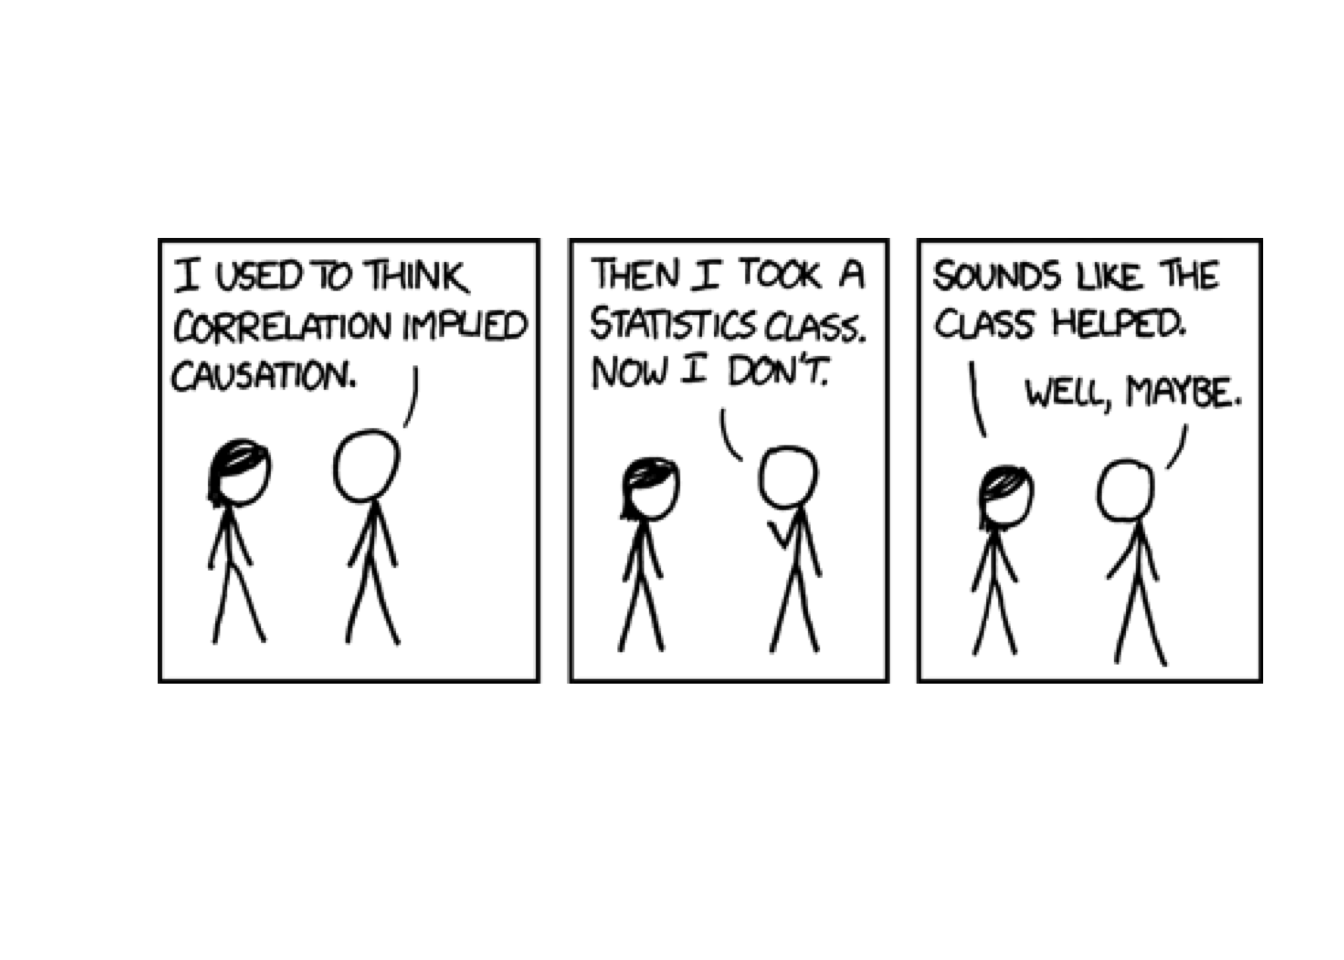 I USED TO THINK
CORRELATION IMPLIED
CAUSATION.
THEN I TOOK A
STATISTICS CLASS.
NOW I DON'T.
SOUNDS LIKE THE
CLASS HELPED.
WELL, MAYBE.